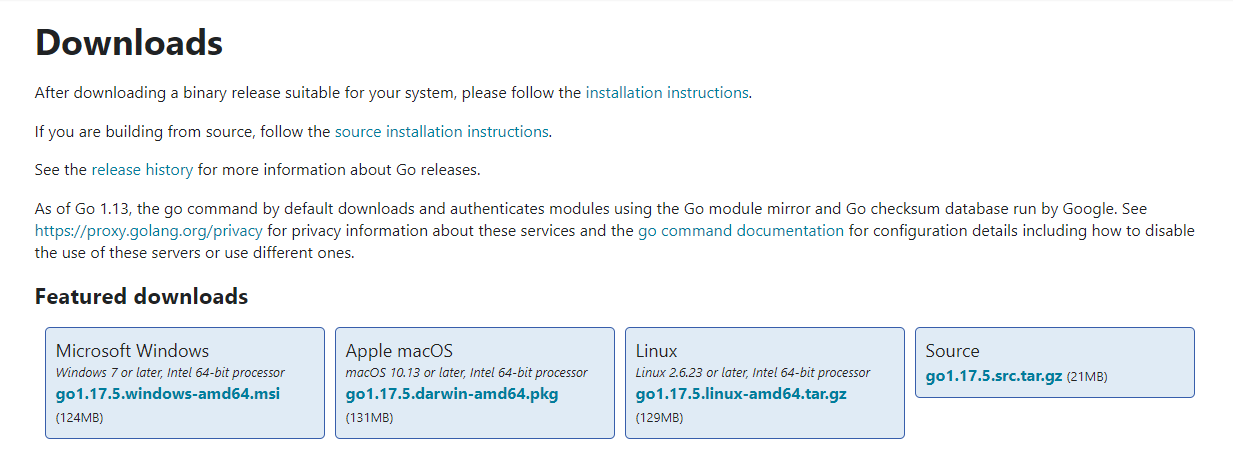 Downloads
After downloading a binary release suitable for your system, please follow the installation instructions.
If you are building from source, follow the source installation instructions.
See the release history for more information about Go releases.
As of Go 1.13, the go command by default downloads and authenticates modules using the Go module mirror and Go checksum database run by Google. See
https://proxy.golang.org/privacy for privacy information about these services and the go command documentation for configuration details including how to disable
the use of these servers or use different ones.
Featured downloads
Microsoft Windows
Windows 7 or later, Intel 64-bit processor
go1.17.5.windows-amd64.msi
(124MB)
Apple macOS
macOS 10.13 or later, Intel 64-bit processor
go1.17.5.darwin-amd64.pkg
(131MB)
Linux
Linux 2.6.23 or later, Intel 64-bit processor
go1.17.5.linux-amd64.tar.gz
(129MB)
Source
go1.17.5.src.tar.gz (21MB)